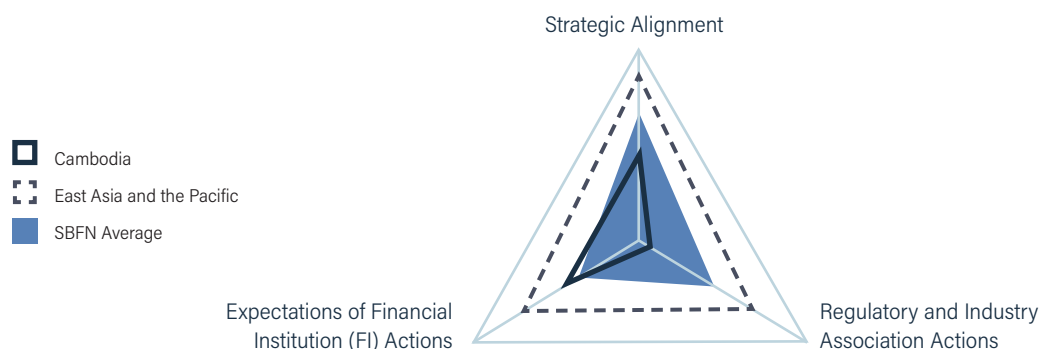 Strategic Alignment
Cambodia
East Asia and the Pacific
SBFN Average
Expectations of Financial
Institution (FI) Actions
Regulatory and Industry
Association Actions